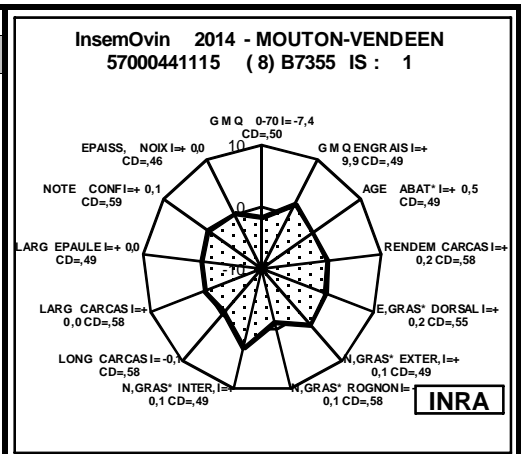 InsemOvin 2014 - MOUTON-VENDEEN
57000441115 ( 8) B7355 IS : 1
G M Q 0-70 I= -7,4
CD=,50
10
0
-10
G M Q ENGRAIS I=+
9,9 CD=,49
AGE ABAT* I=+ 0,5
CD=,49
RENDEM CARCAS I=+
0,2 CD=,58
E,GRAS* DORSAL I=+
0,2 CD=,55
N,GRAS* EXTER, I=+
0,1 CD=,49
N,GRAS* ROGNON I= -
0,1 CD=,58
N,GRAS* INTER, I=+
0,1 CD=,49
LONG CARCAS I= -0,1
CD=,58
LARG CARCAS I=+
0,0 CD=,58
LARG EPAULE I=+ 0,0
CD=,49
NOTE CONF I=+ 0,1
CD=,59
EPAISS, NOIX I=+ 0,0
CD=,46
INRA